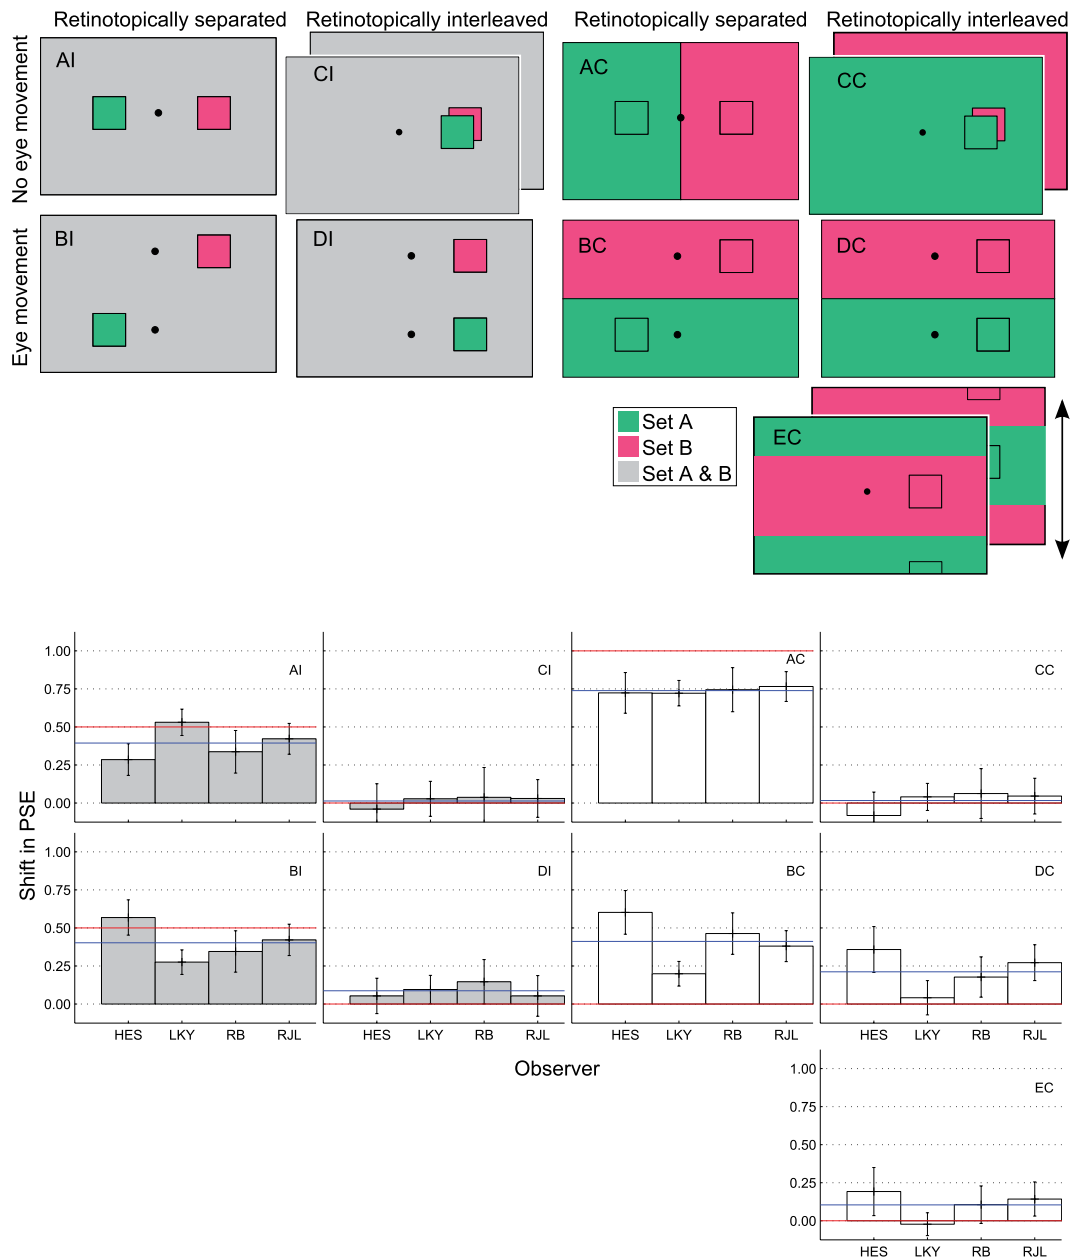 Retinotopically separated
Retinotopically interleaved
Retinotopically separated
Retinotopically interleaved
No eye movement
AI
CI
AC
CC
Eye movement
BI
DI
BC
DC
Set A
Set B
Set A & B
EC
Shift in PSE
1.00
0.75
0.50
0.25
0.00
AI
CI
AC
CC
1.00
0.75
0.50
0.25
0.00
BI
DI
BC
DC
HES LKY RB RJL
HES LKY RB RJL
HES LKY RB RJL
HES LKY RB RJL
Observer
1.00
0.75
0.50
0.25
0.00
EC
HES LKY RB RJL